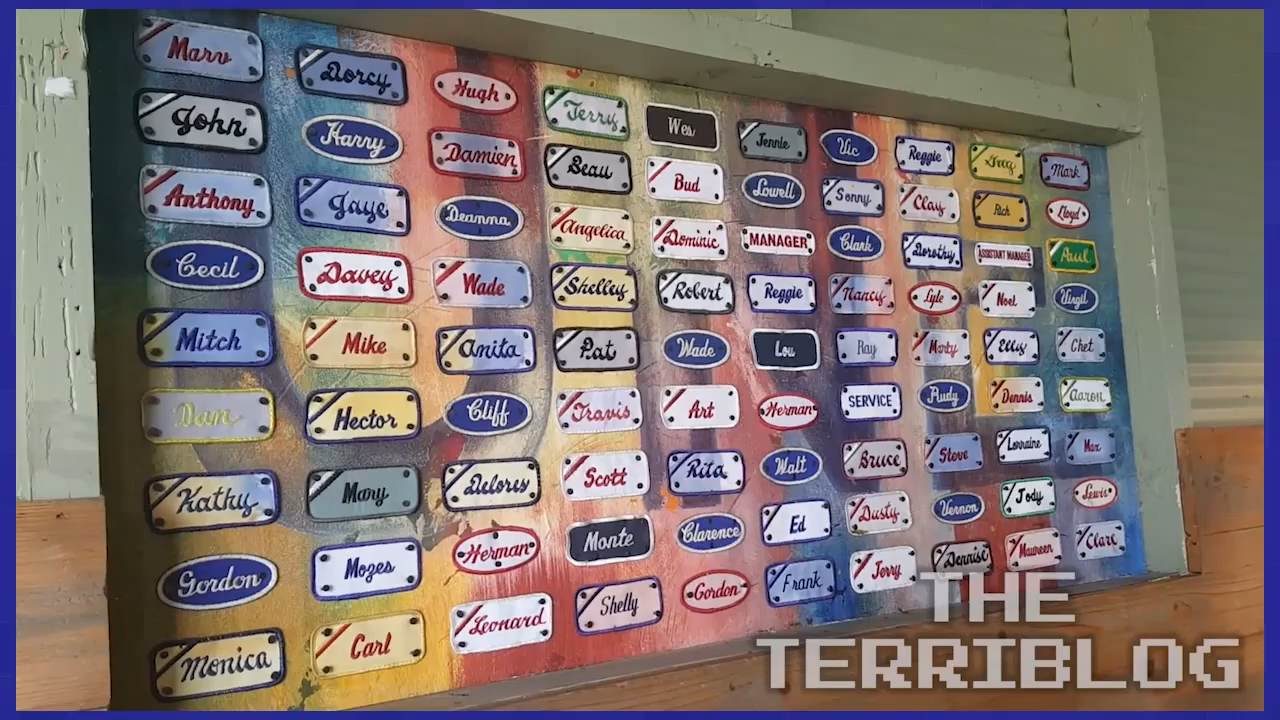 Marv
John
Anthony
Cecil
Mitch
Dan
Kathy
Gordon
Monica
Dorcy
Harry
Jaye
Davey
Mike
Hector
Mary
Mozes
Carl
Hugh
Damien
Deanna
Wade
Anita
Cliff
Delores
Herman
Leonard
Terry
Beau
Angelica
Shelley
Pat
Travis
Scott
Monte
Shelly
Wes
Bud
Dominic
Robert
Wade
Art
Rita
Clarence
Gordon
Jennie
Lowell
MANAGER
Reggie
Lou
Herman
Walt
Ed
Frank
Vic
Sonny
Clark
Nancy
Ray
SERVICE
Bruce
Dusty
Jerry
Reggie
Clay
Dorothy
Lyle
Marty
Rudy
Steve
Vernon
Rich
ASSISTANT MANAGER
Noel
Dennis
Lorraine
Jody
Maureen
Mark
Lloyd
Paul
Virgil
Chet
Aaron
Max
Lewis
THE
TERRIBLOG